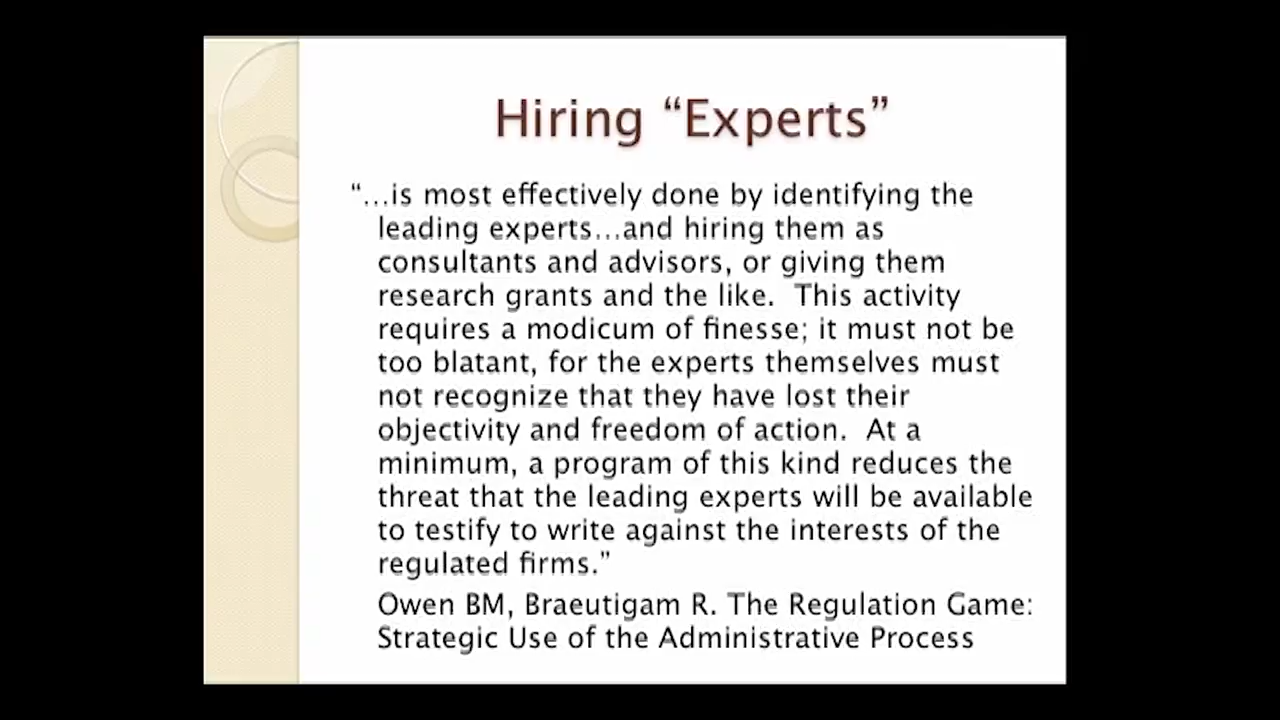 Hiring “Experts”
“…is most effectively done by identifying the
leading experts…and hiring them as
consultants and advisors, or giving them
research grants and the like.  This activity
requires a modicum of finesse; it must not be
too blatant, for the experts themselves must
not recognize that they have lost their
objectivity and freedom of action.  At a
minimum, a program of this kind reduces the
threat that the leading experts will be available
to testify to write against the interests of the
regulated firms.”
Owen BM, Braeutigam R. The Regulation Game:
Strategic Use of the Administrative Process